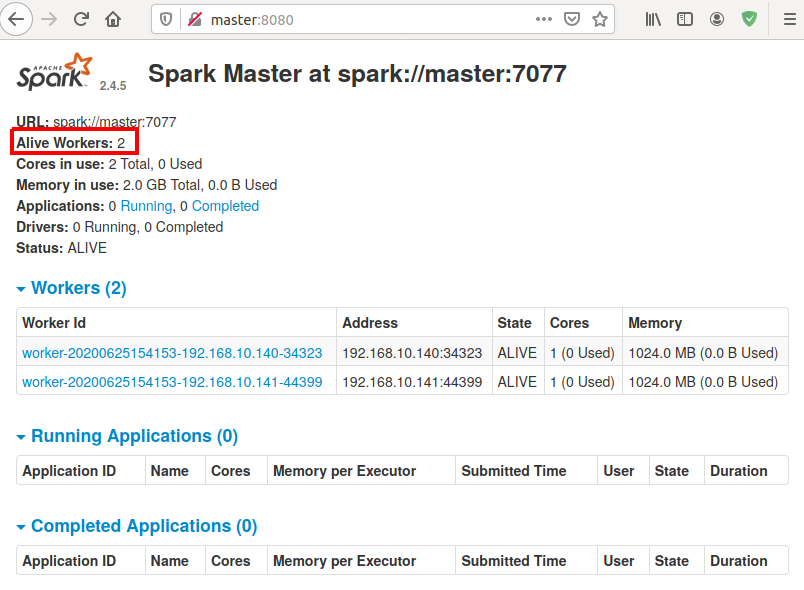 master:8080
APACHE
Spark 2.4.5 Spark Master at spark://master:7077
URL: spark://master:7077
Alive Workers: 2
Cores in use: 2 Total, 0 Used
Memory in use: 2.0 GB Total, 0.0 B Used
Applications: 0 Running, 0 Completed
Drivers: 0 Running, 0 Completed
Status: ALIVE
Workers (2)
Worker Id Address State Cores Memory
worker-20200625154153-192.168.10.140-34323 192.168.10.140:34323 ALIVE 1 (0 Used) 1024.0 MB (0.0 B Used)
worker-20200625154153-192.168.10.141-44399 192.168.10.141:44399 ALIVE 1 (0 Used) 1024.0 MB (0.0 B Used)
Running Applications (0)
Application ID Name Cores Memory per Executor Submitted Time User State Duration
Completed Applications (0)
Application ID Name Cores Memory per Executor Submitted Time User State Duration